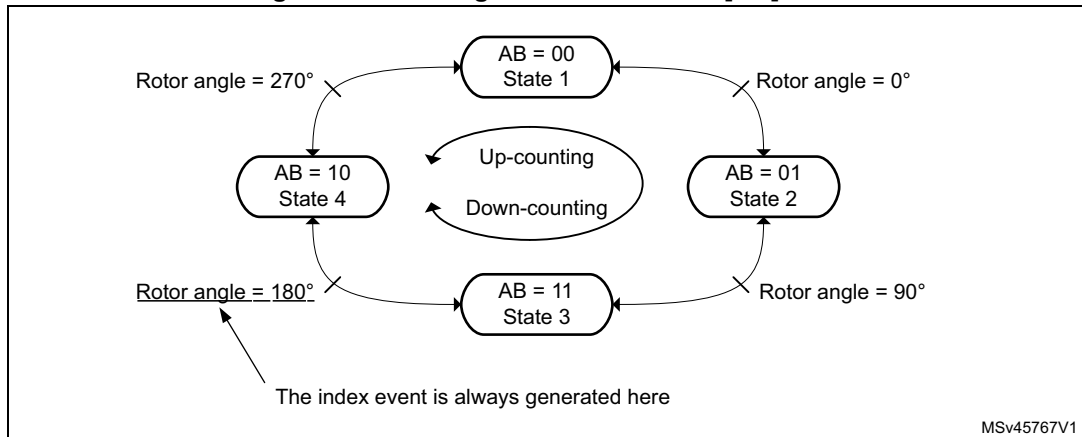 AB = 00
State 1
Rotor angle = 270°
Rotor angle = 0°
Up-counting
AB = 10
State 4
AB = 01
State 2
Down-counting
Rotor angle = 180°
AB = 11
State 3
Rotor angle = 90°
The index event is always generated here
MSv45767V1